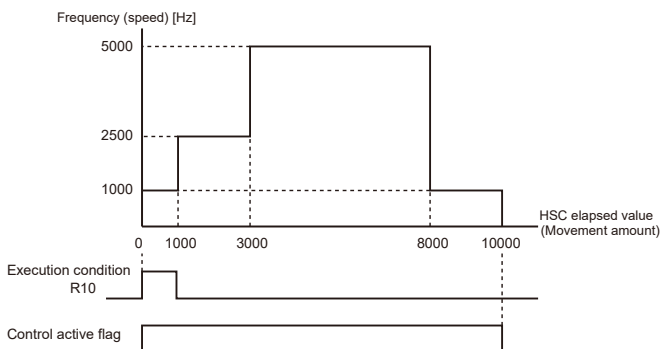 Frequency (speed) [Hz]
5000
2500
1000
HSC elapsed value
(Movement amount)
0 1000 3000 8000 10000
Execution condition
R10
Control active flag